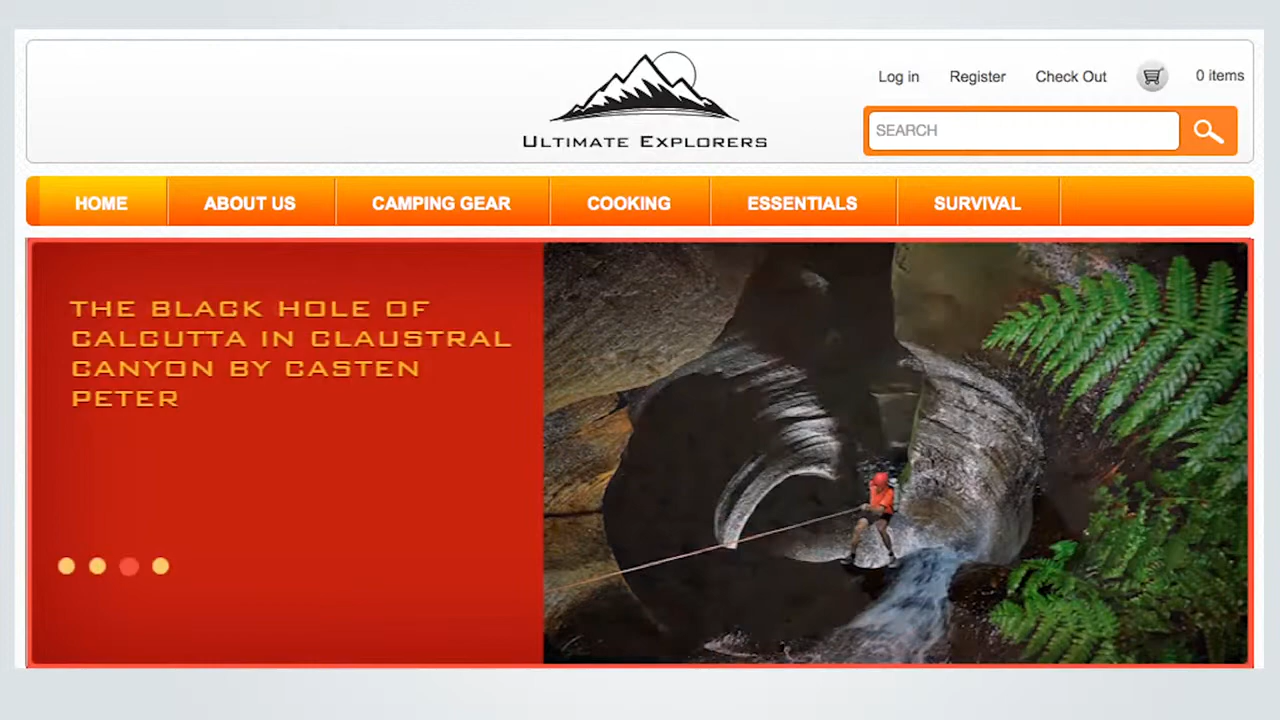 ULTIMATE EXPLORERS
Log in Register Check Out 0 items
SEARCH
HOME ABOUT US CAMPING GEAR COOKING ESSENTIALS SURVIVAL
THE BLACK HOLE OF
CALCUTTA IN CLAUSTRAL
CANYON BY CASTEN
PETER